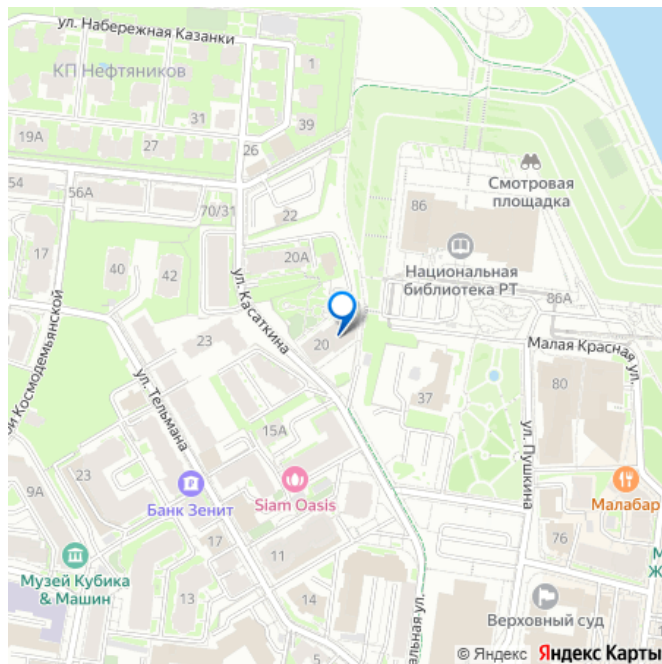 ул. Набережная Казанки
КП Нефтяников
1
31
39
19А
27
26
54
56А
70/31
22
86
Смотровая
площадка
17
40
42
20А
Национальная
библиотека РТ
86А
ул. Касаткина
23
20
Малая Красная ул.
ой Космодемьянской
ул. Тельмана
37
80
ул. Пушкина
15А
23
9А
Банк Зенит
Siam Oasis
Малабар
17
11
76
М
Ж
Музей Кубика
& Машин
13
14
Верховный суд
альная ул.
© Яндекс Яндекс Карты